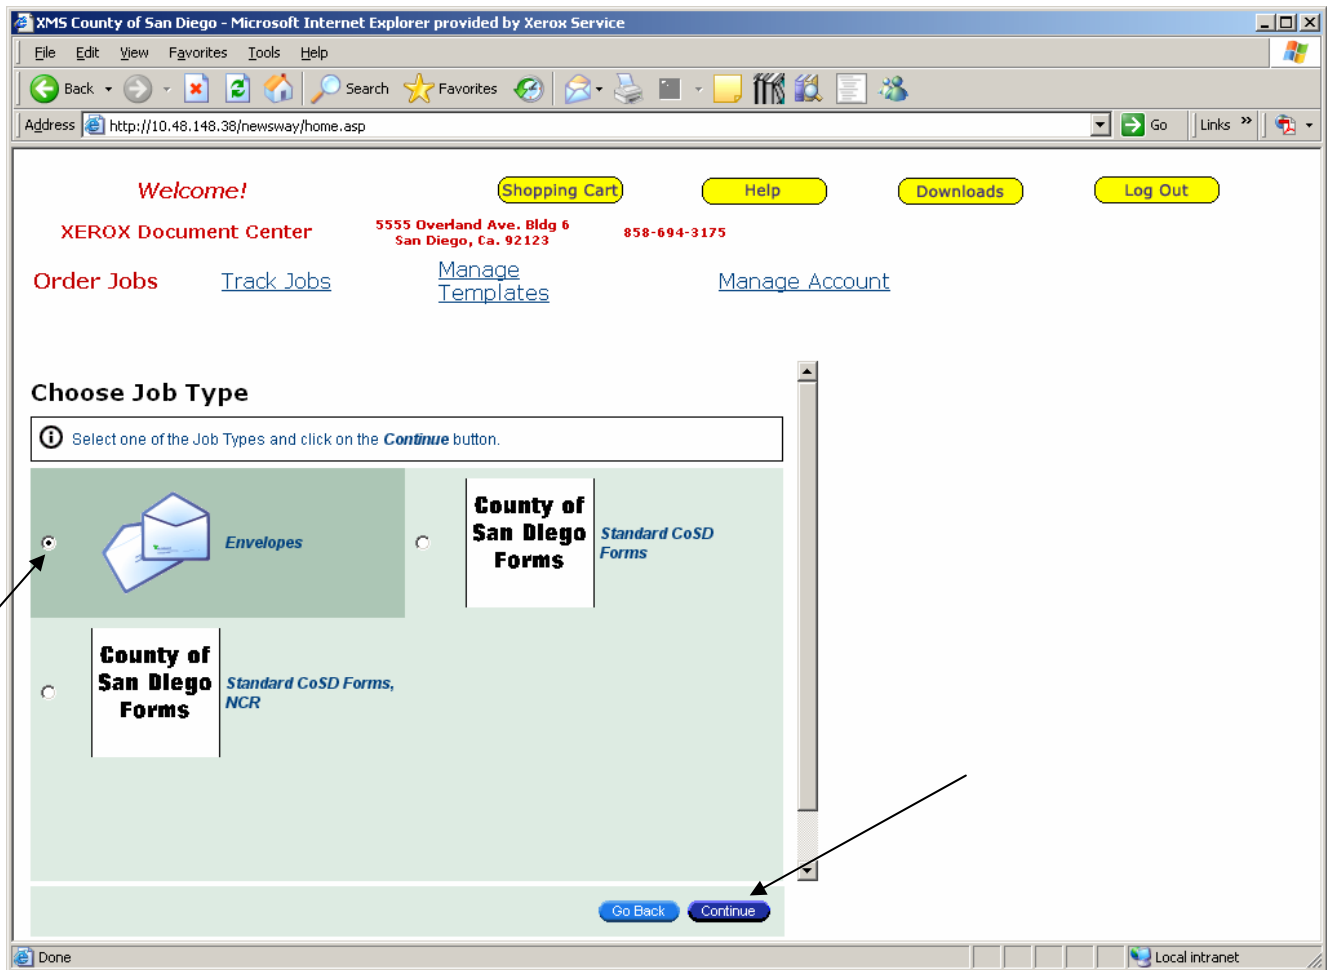 XMS County of San Diego - Microsoft Internet Explorer provided by Xerox Service
File Edit View Favorites Tools Help
Back Search Favorites
Address http://10.48.148.38/newsway/home.asp Go Links »
Welcome! Shopping Cart Help Downloads Log Out
XEROX Document Center 5555 Overland Ave. Bldg 6 858-694-3175
San Diego, Ca. 92123
Order Jobs Track Jobs Manage Manage Account
Templates
Choose Job Type
Select one of the Job Types and click on the Continue button.
Envelopes
County of
San Diego
Forms
Standard CoSD
Forms
County of
San Diego
Forms
Standard CoSD Forms,
NCR
Go Back Continue
Done Local intranet